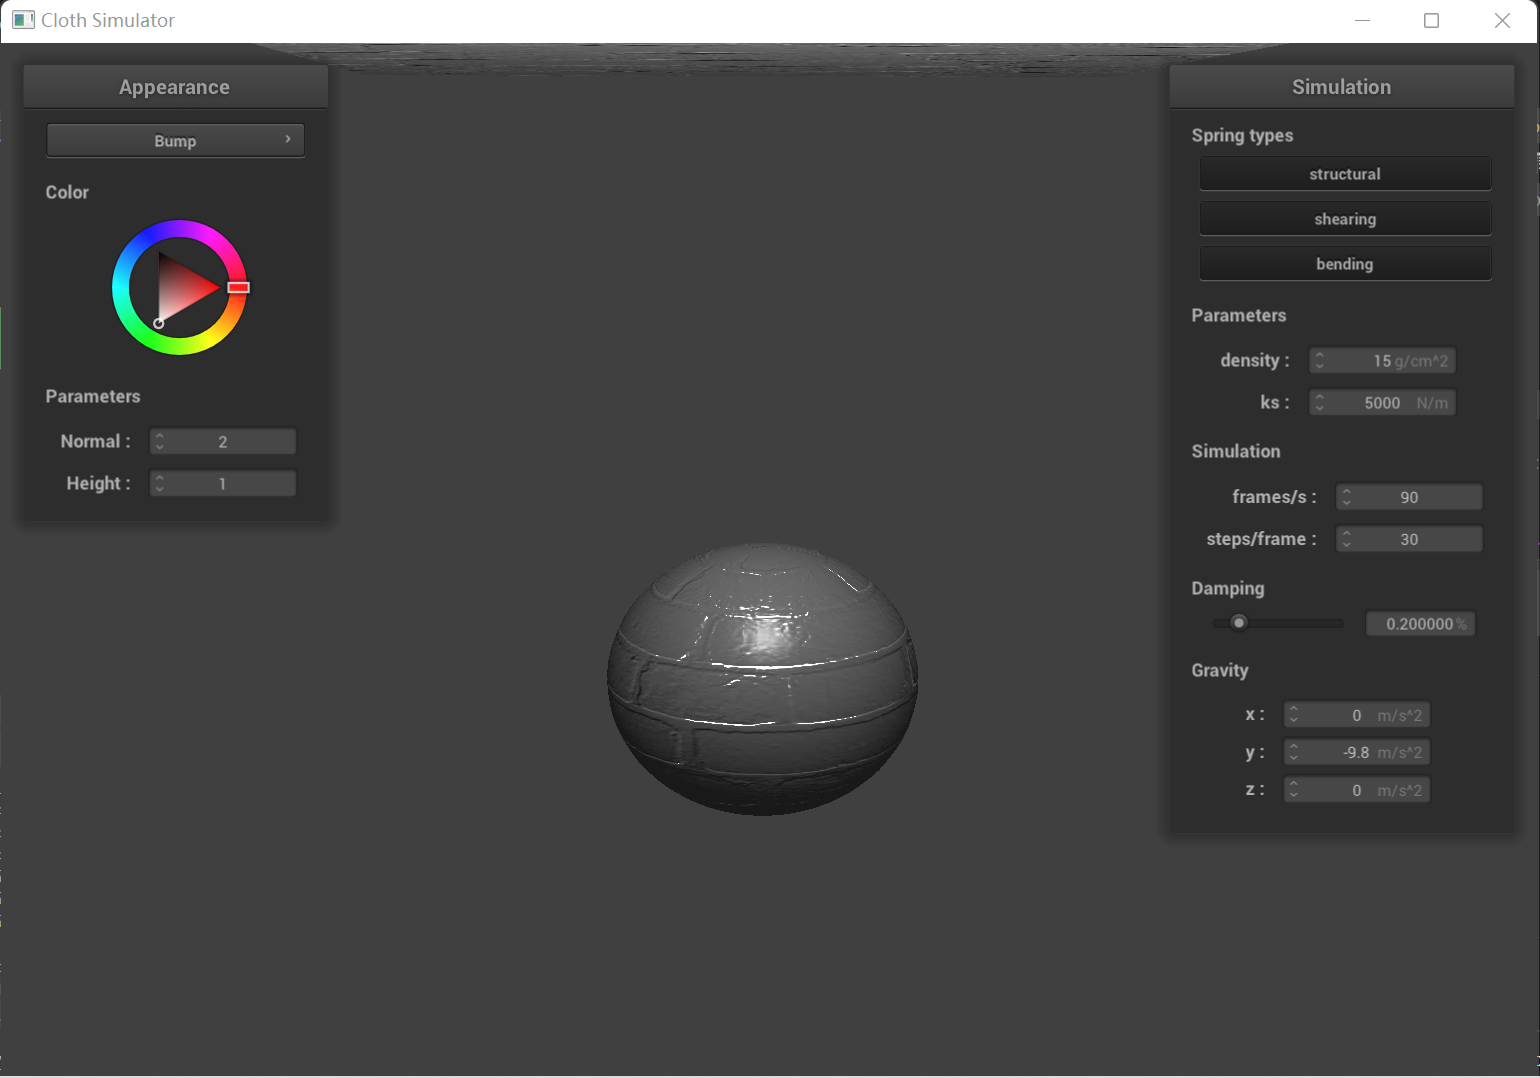 Cloth Simulator
Appearance
Bump
Color
Parameters
Normal : 2
Height : 1
Simulation
Spring types
structural
shearing
bending
Parameters
density : 15 g/cm^2
ks : 5000 N/m
Simulation
frames/s : 90
steps/frame : 30
Damping
0.200000 %
Gravity
x : 0 m/s^2
y : -9.8 m/s^2
z : 0 m/s^2